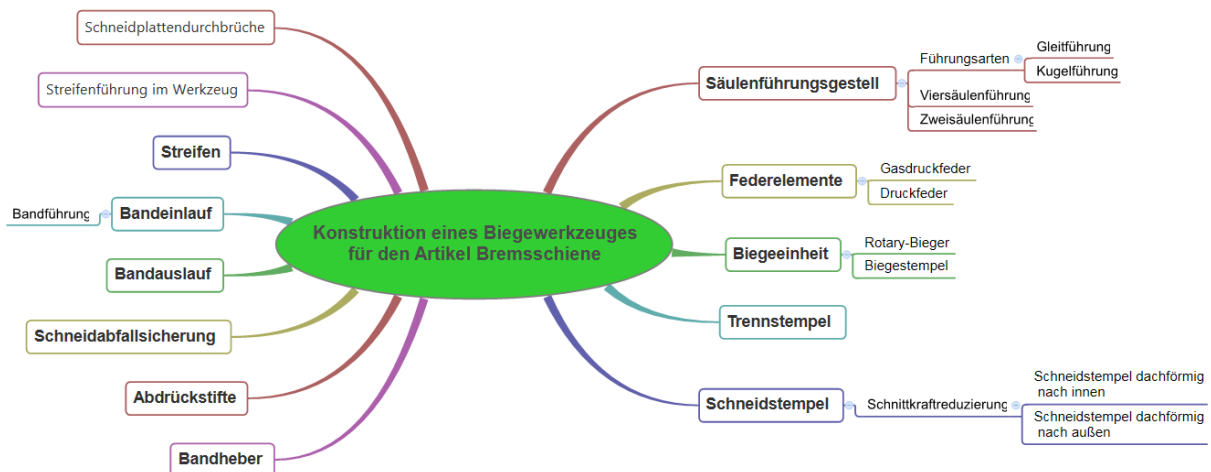 Schneidplattendurchbrüche
Streifenführung im Werkzeug
Streifen
Bandführung
Bandeinlauf
Bandauslauf
Schneidabfallsicherung
Abdrückstifte
Bandheber
Konstruktion eines Biegewerkzeuges
für den Artikel Bremsschiene
Säulenführungsgestell
Führungsarten
Gleitführung
Kugelführung
Viersäulenführung
Zweisäulenführung
Federelemente
Gasdruckfeder
Druckfeder
Biegeeinheit
Rotary-Bieger
Biegestempel
Trennstempel
Schneidstempel
Schnittkraftreduzierung
Schneidstempel dachförmig
nach innen
Schneidstempel dachförmig
nach außen